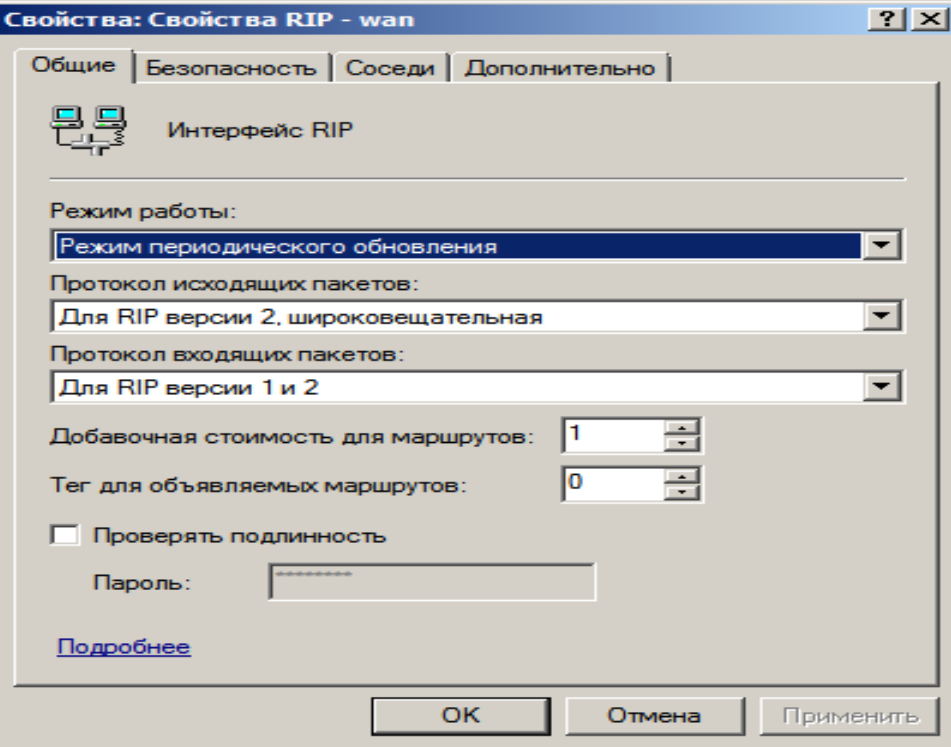 Свойства: Свойства RIP - wan
Общие Безопасность Соседи Дополнительно
Интерфейс RIP
Режим работы:
Режим периодического обновления
Протокол исходящих пакетов:
Для RIP версии 2, широковещательная
Протокол входящих пакетов:
Для RIP версии 1 и 2
Добавочная стоимость для маршрутов: 1
Тег для объявляемых маршрутов: 0
Проверять подлинность
Пароль: ********
Подробнее
OK Отмена Применить